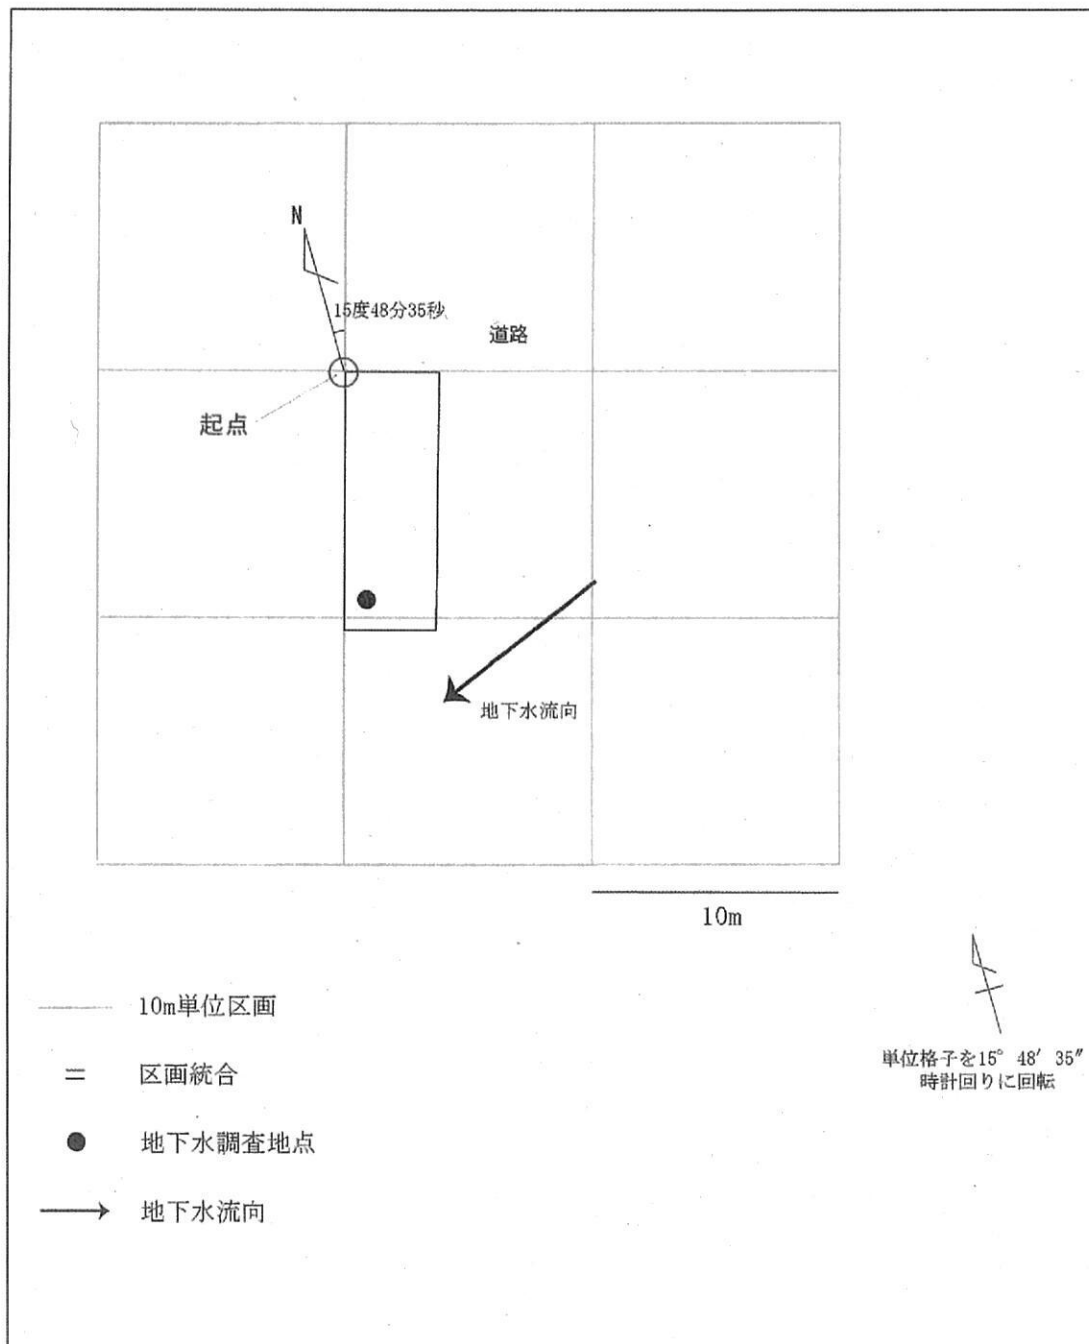 N
15度48分35秒
道路
起点
地下水流向
10m
10m単位区画
区画統合
地下水調査地点
地下水流向
単位格子を15°48′35″
時計回りに回転